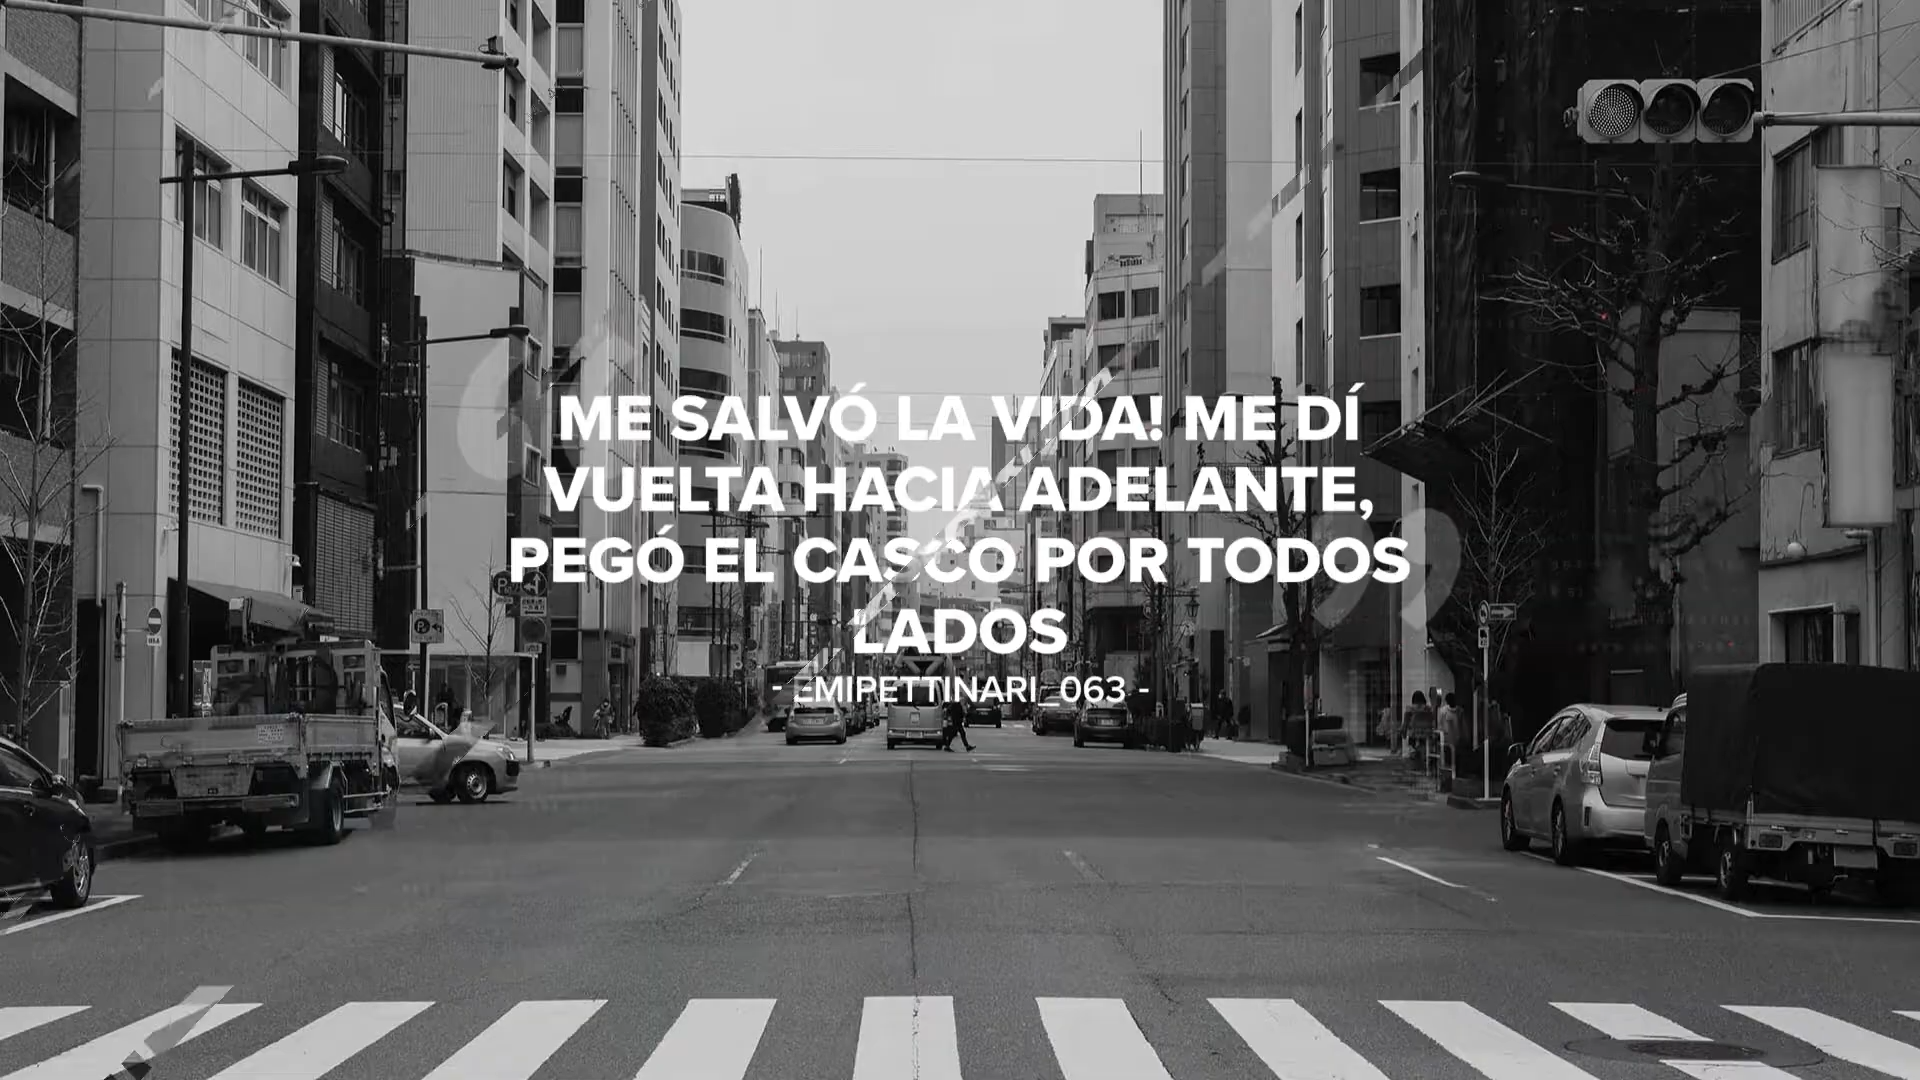 ME SALVÓ LA VIDA! ME DÍ
VUELTA HACIA ADELANTE,
PEGÓ EL CASCO POR TODOS
LADOS
- EMIPETTINARI_063 -